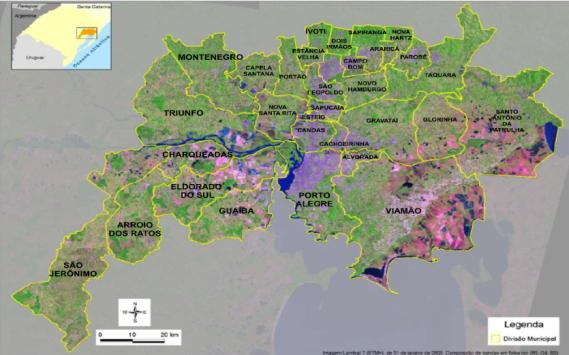 Paraguai
Santa Catarina
Argentina
Uruguai
Oceano Atlântico
IVOTI
SAPIRANGA
NOVA
HARTZ
DOIS
IRMÃOS
ESTÂNCIA
VELHA
ARARICÁ
PAROBÉ
MONTENEGRO
CAPELA
SANTANA
PORTÃO
CAMPO
BOM
TAQUARA
SÃO
LEOPOLDO
NOVO
HAMBURGO
TRIUNFO
NOVA
SANTA RITA
SAPUCAIA
ESTEIO
CANOAS
GRAVATAÍ
GLORINHA
SANTO
ANTÔNIO
DA
PATRULHA
CACHOEIRINHA
CHARQUEADAS
ALVORADA
ELDORADO
DO SUL
GUAÍBA
PORTO
ALEGRE
VIAMÃO
ARROIO
DOS RATOS
SÃO
JERÔNIMO
N
W
E
S
0 10 20 km
Legenda
Divisão Municipal